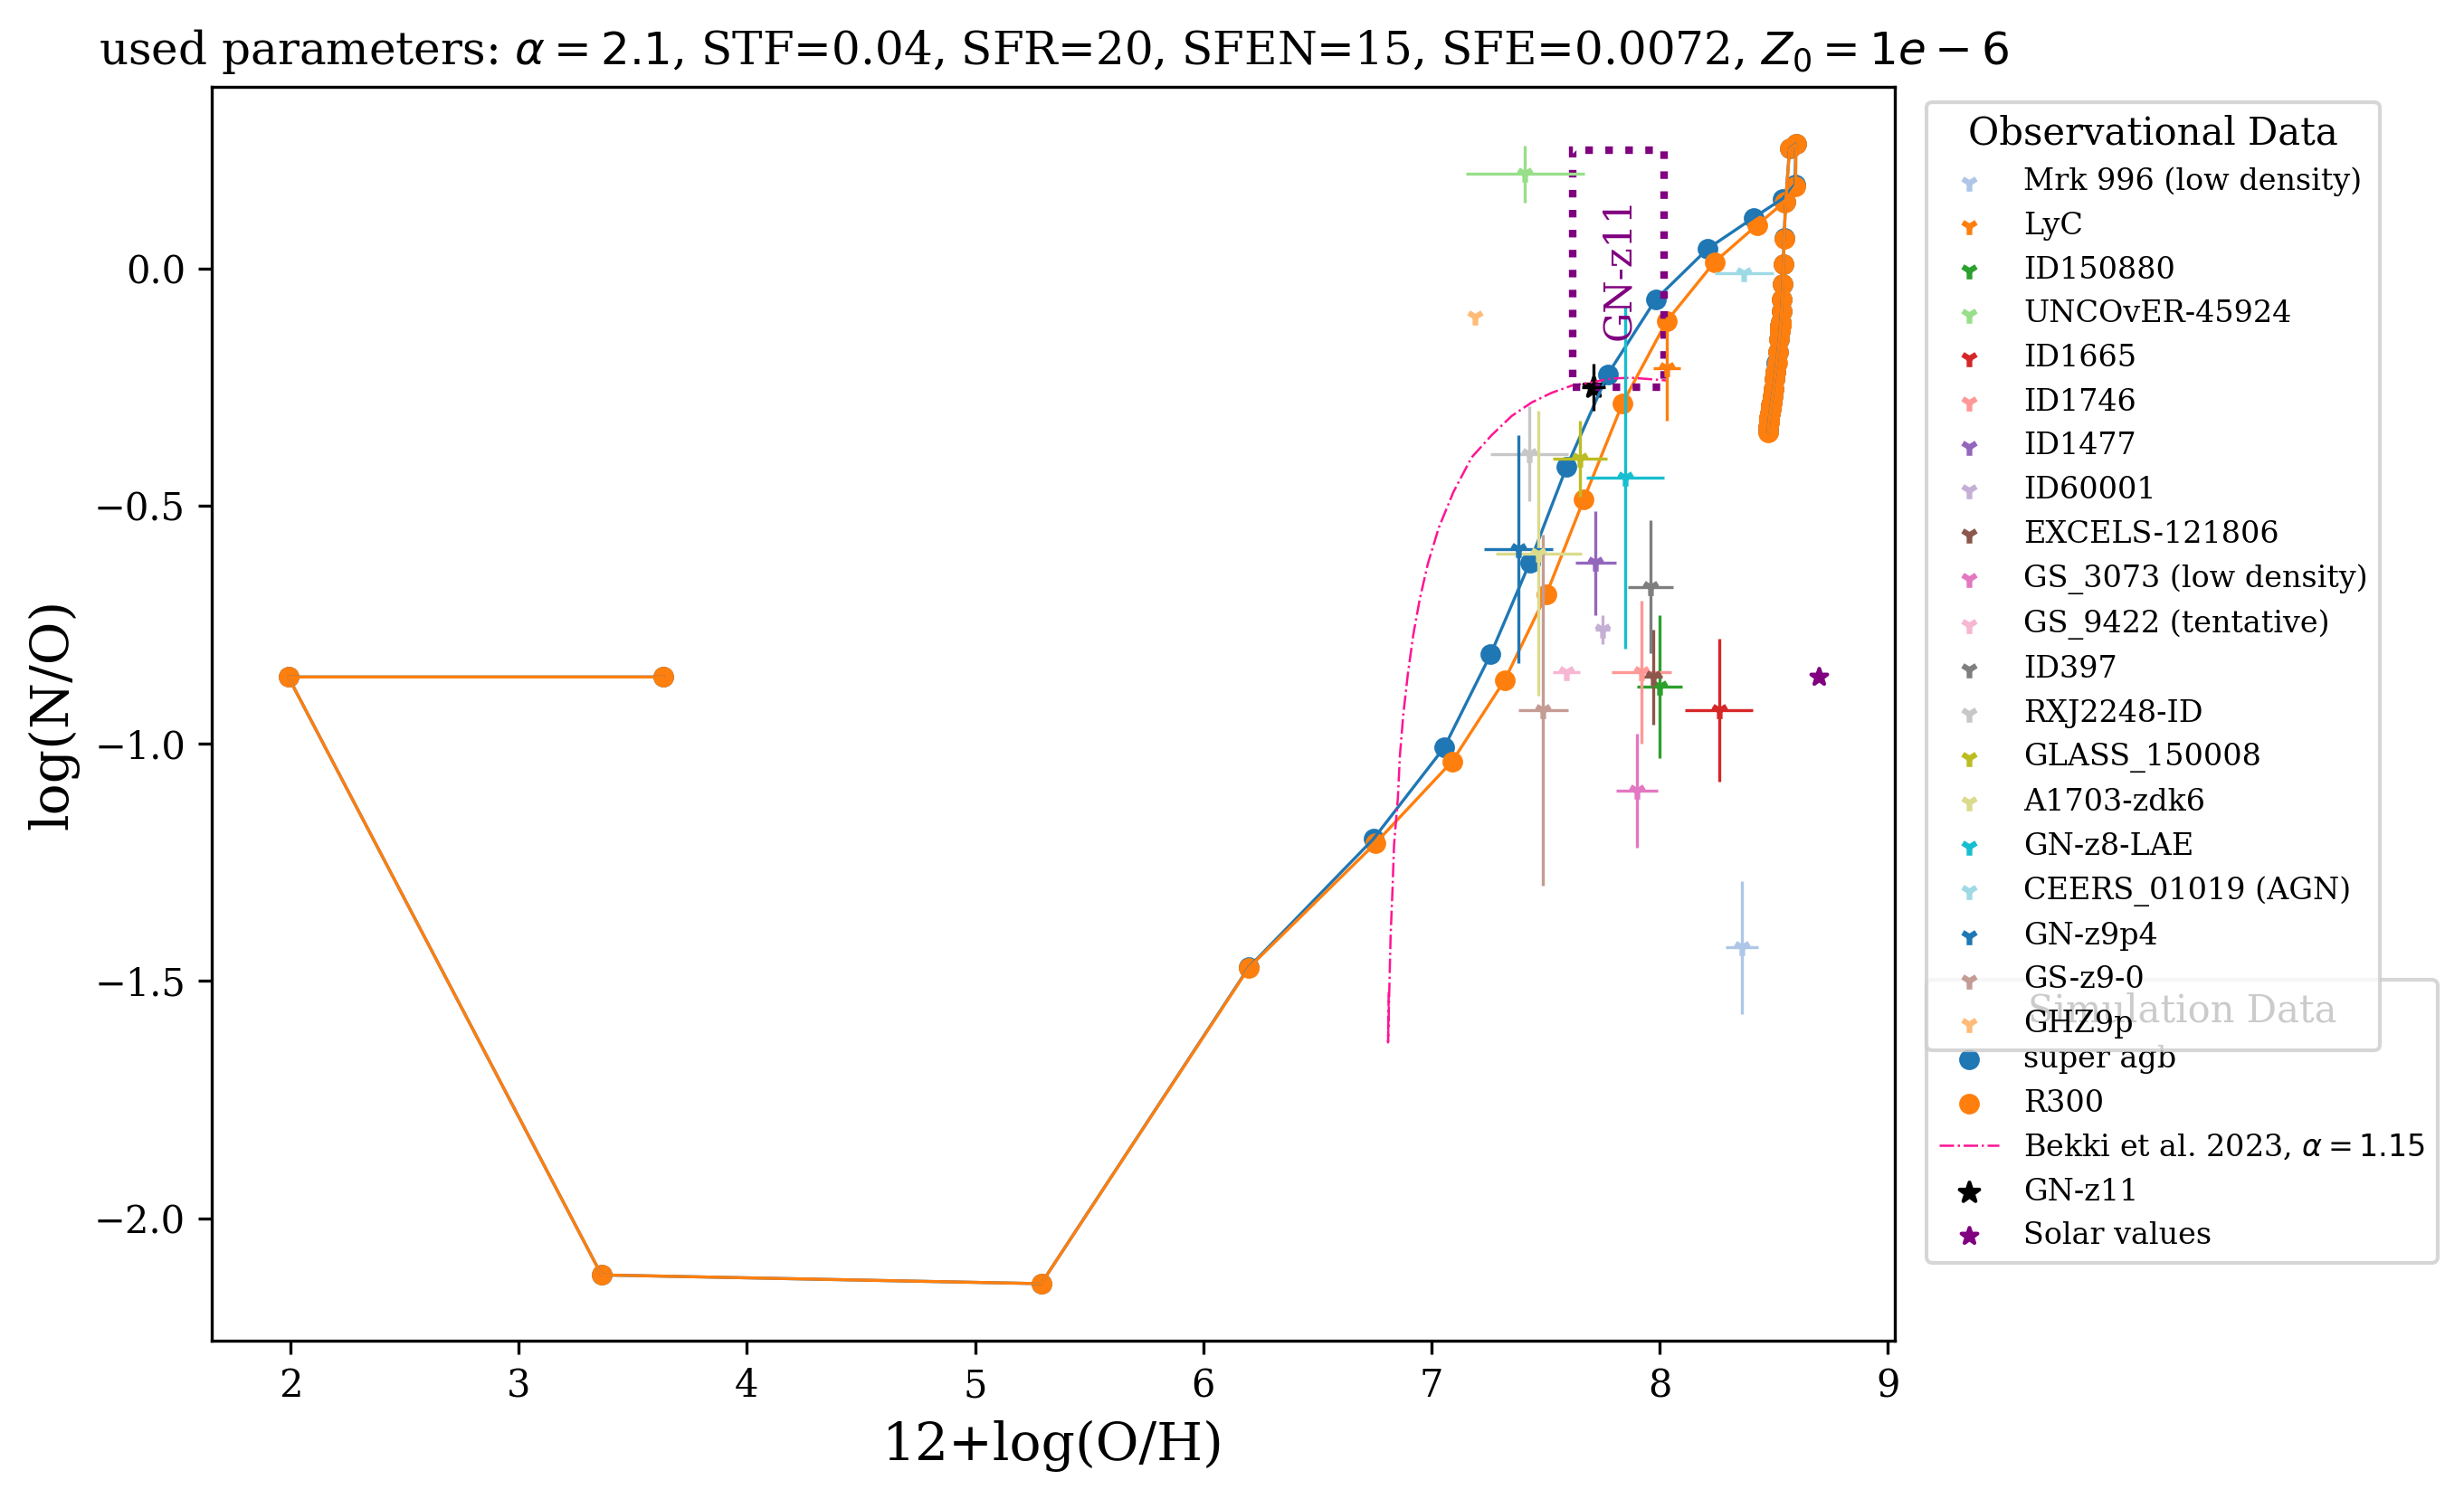 used parameters: α = 2.1, STF=0.04, SFR=20, SFEN=15, SFE=0.0072, Z₀ = 1e − 6
log(N/O)
0.0
−0.5
−1.0
−1.5
−2.0
GN-z11
2 3 4 5 6 7 8 9
12+log(O/H)
Observational Data
Mrk 996 (low density)
LyC
ID150880
UNCOvER-45924
ID1665
ID1746
ID1477
ID60001
EXCELS-121806
GS_3073 (low density)
GS_9422 (tentative)
ID397
RXJ2248-ID
GLASS_150008
A1703-zdk6
GN-z8-LAE
CEERS_01019 (AGN)
GN-z9p4
GS-z9-0
GHZ9p
Simulation Data
super agb
R300
Bekki et al. 2023, α = 1.15
GN-z11
Solar values